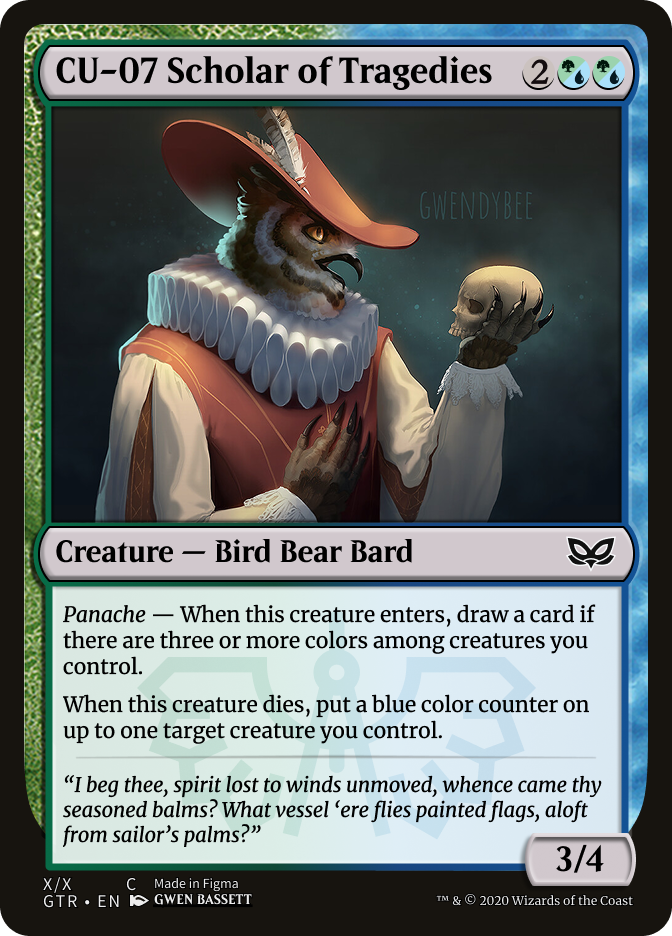 CU-07 Scholar of Tragedies 2
GWENDYBEE
Creature — Bird Bear Bard
Panache — When this creature enters, draw a card if
there are three or more colors among creatures you
control.
When this creature dies, put a blue color counter on
up to one target creature you control.
“I beg thee, spirit lost to winds unmoved, whence came thy
seasoned balms? What vessel ‘ere flies painted flags, aloft
from sailor’s palms?”
3/4
X/X C Made in Figma
GTR • EN GWEN BASSETT ™ & © 2020 Wizards of the Coast